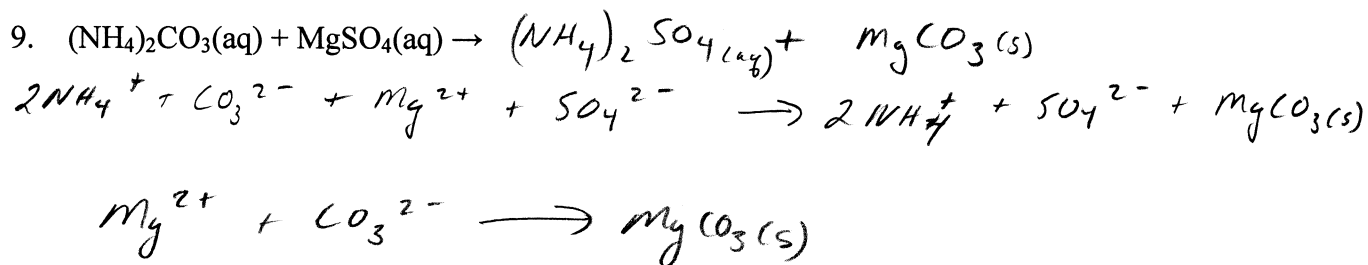 9. (NH₄)₂CO₃(aq) + MgSO₄(aq) → (NH₄)₂ SO₄(aq) + MgCO₃(s)
2NH₄⁺ + CO₃²⁻ + Mg²⁺ + SO₄²⁻ → 2NH₄⁺ + SO₄²⁻ + MgCO₃(s)
Mg²⁺ + CO₃²⁻ → MgCO₃(s)